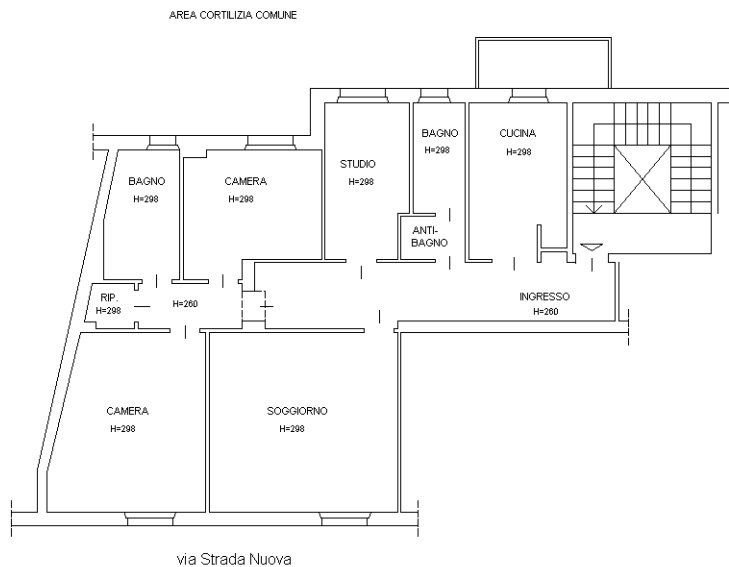 AREA CORTILIZIA COMUNE
BAGNO
H=298
CUCINA
H=298
STUDIO
H=298
BAGNO
H=298
CAMERA
H=298
ANTI-
BAGNO
RIP.
H=298
H=260
INGRESSO
H=260
CAMERA
H=298
SOGGIORNO
H=298
via Strada Nuova